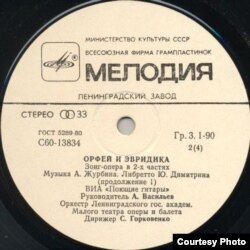 МИНИСТЕРСТВО КУЛЬТУРЫ СССР
ВСЕСОЮЗНАЯ ФИРМА ГРАМПЛАСТИНОК
МЕЛОДИЯ
ЛЕНИНГРАДСКИЙ ЗАВОД
СТЕРЕО 33
ГОСТ 5289-80
С60-13834
Гр. 3. 1-90
2(4)
ОРФЕЙ И ЭВРИДИКА
Зонг-опера в 2-х частях
Музыка А. Журбина. Либретто Ю. Димитрина
(продолжение 1)
ВИА «Поющие гитары»
Руководитель А. Васильев
Оркестр Ленинградского гос. академ.
Малого театра оперы и балета
Дирижер С. Горковенко
Courtesy Photo